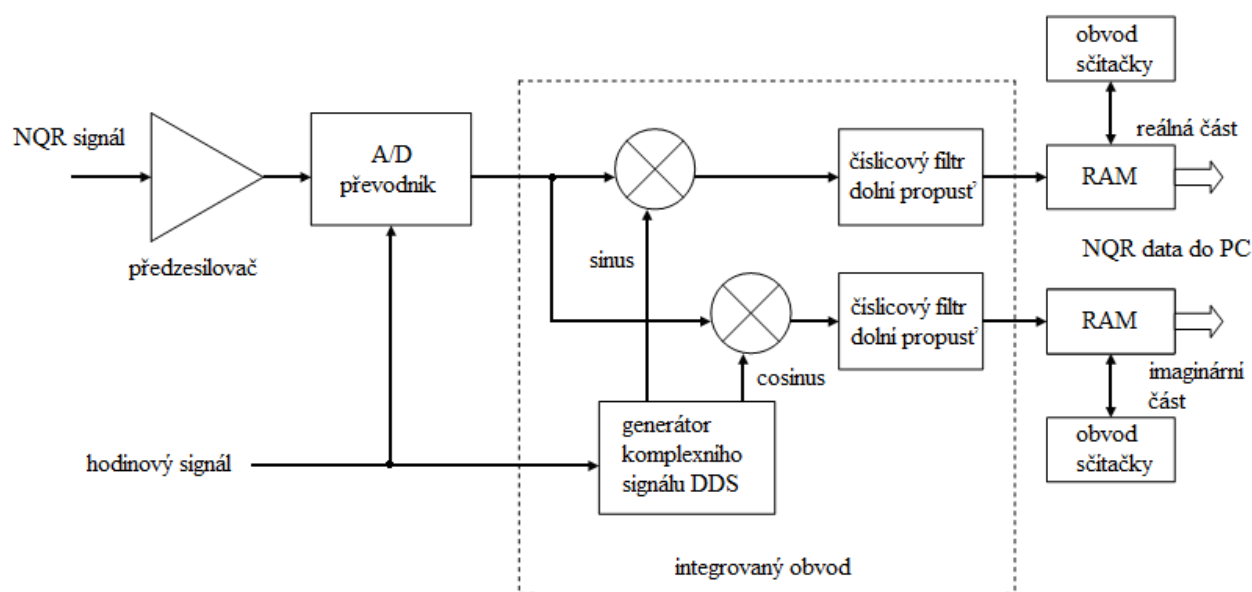 obvod
sčítačky
NQR signál
A/D
převodník
číslicový filtr
dolní propusť
reálná část
RAM
předzesilovač
sinus
NQR data do PC
číslicový filtr
dolní propusť
RAM
cosinus
imaginární
část
generátor
komplexního
signálu DDS
hodinový signál
obvod
sčítačky
integrovaný obvod